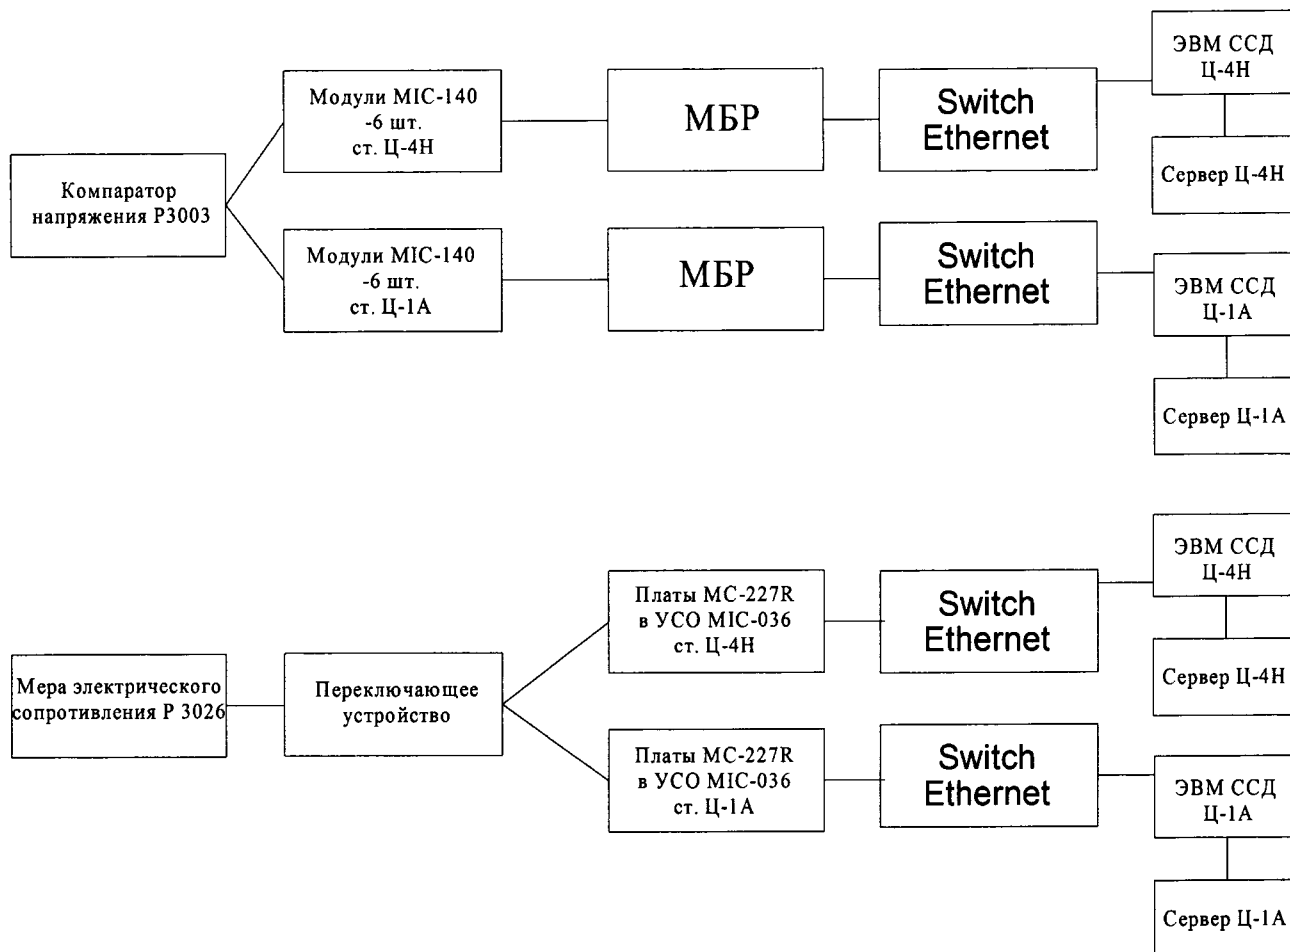 ЭВМ ССД
Ц-4Н
Модули MIC-140
-6 шт.
ст. Ц-4Н
МБР
Switch
Ethernet
Сервер Ц-4Н
Компаратор
напряжения Р3003
Модули MIC-140
-6 шт.
ст. Ц-1А
МБР
Switch
Ethernet
ЭВМ ССД
Ц-1А
Сервер Ц-1А
ЭВМ ССД
Ц-4Н
Платы МС-227R
в УСО MIC-036
ст. Ц-4Н
Switch
Ethernet
Сервер Ц-4Н
Мера электрического
сопротивления Р 3026
Переключающее
устройство
Платы МС-227R
в УСО MIC-036
ст. Ц-1А
Switch
Ethernet
ЭВМ ССД
Ц-1А
Сервер Ц-1А